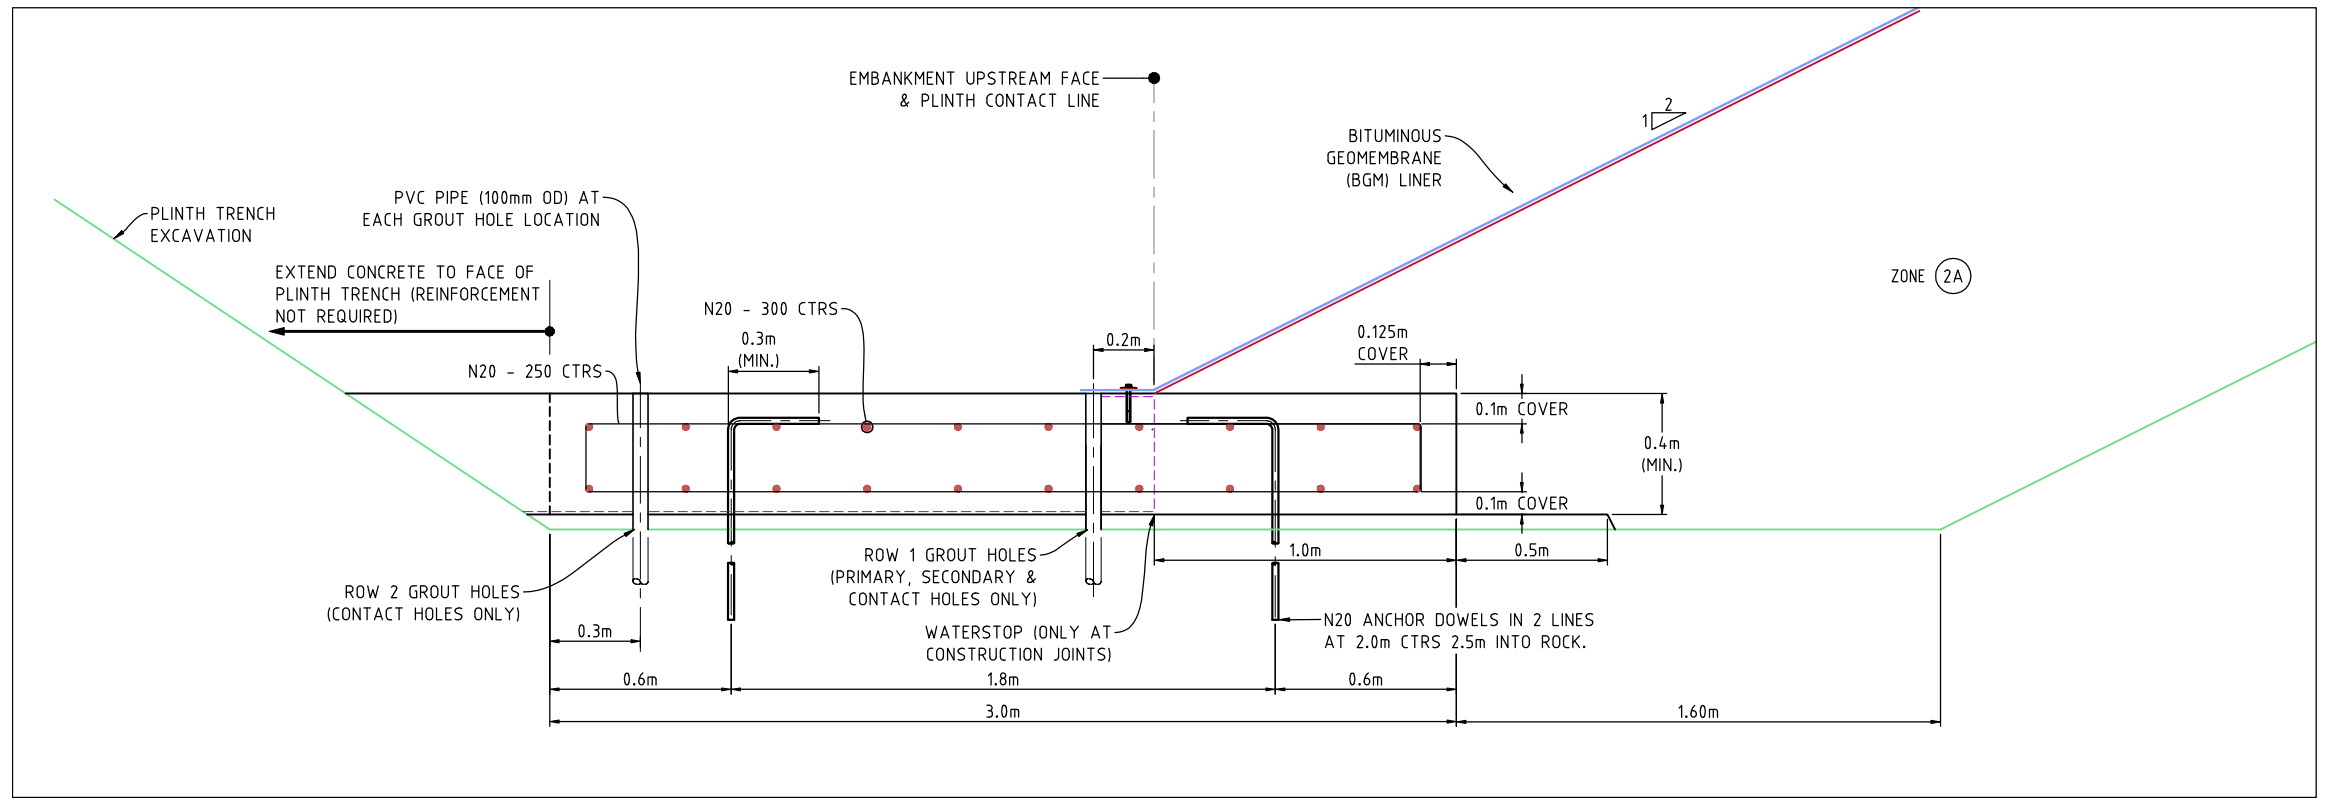 EMBANKMENT UPSTREAM FACE
& PLINTH CONTACT LINE
2
1
BITUMINOUS
GEOMEMBRANE
(BGM) LINER
PVC PIPE (100mm OD) AT
EACH GROUT HOLE LOCATION
PLINTH TRENCH
EXCAVATION
EXTEND CONCRETE TO FACE OF
PLINTH TRENCH (REINFORCEMENT
NOT REQUIRED)
ZONE 2A
N20 - 300 CTRS
0.3m
(MIN.)
0.2m
0.125m
COVER
N20 - 250 CTRS
0.1m COVER
0.4m
(MIN.)
0.1m COVER
ROW 1 GROUT HOLES
(PRIMARY, SECONDARY &
CONTACT HOLES ONLY)
1.0m
0.5m
ROW 2 GROUT HOLES
(CONTACT HOLES ONLY)
0.3m
WATERSTOP (ONLY AT
CONSTRUCTION JOINTS)
N20 ANCHOR DOWELS IN 2 LINES
AT 2.0m CTRS 2.5m INTO ROCK.
0.6m
1.8m
0.6m
3.0m
1.60m